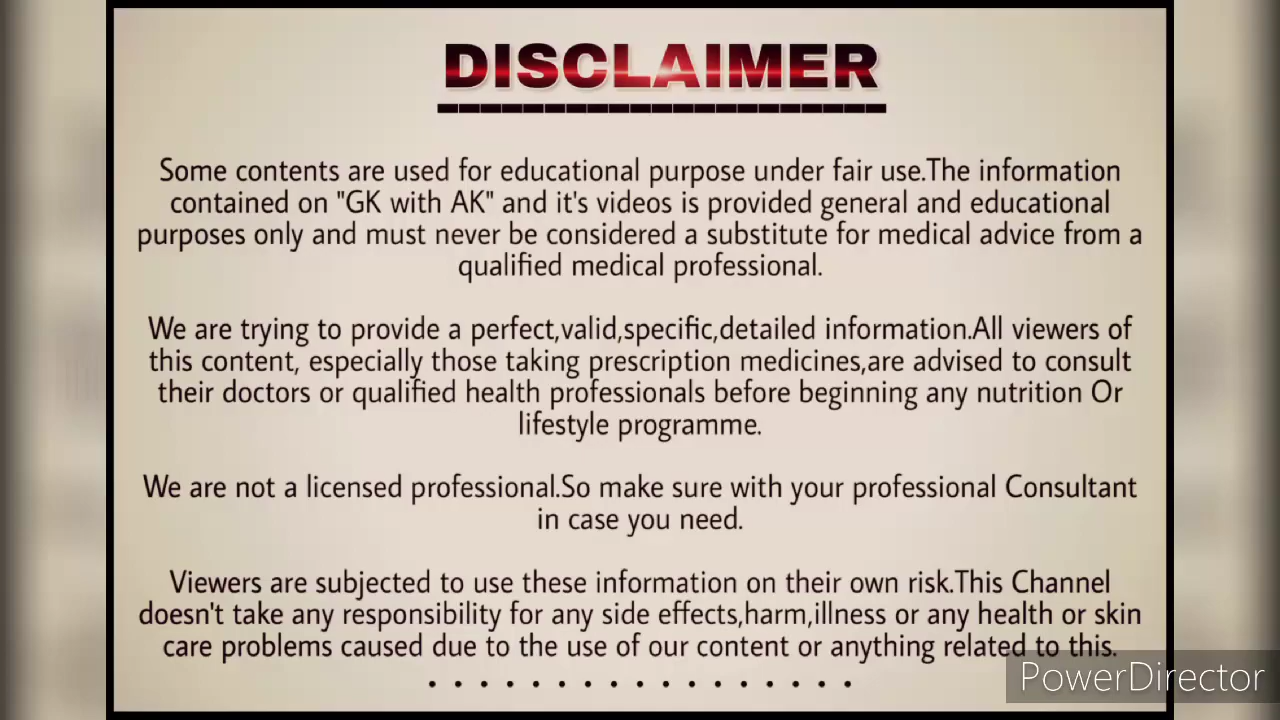 DISCLAIMER
Some contents are used for educational purpose under fair use.The information
contained on "GK with AK" and it's videos is provided general and educational
purposes only and must never be considered a substitute for medical advice from a
qualified medical professional.
We are trying to provide a perfect,valid,specific,detailed information.All viewers of
this content, especially those taking prescription medicines,are advised to consult
their doctors or qualified health professionals before beginning any nutrition Or
lifestyle programme.
We are not a licensed professional.So make sure with your professional Consultant
in case you need.
Viewers are subjected to use these information on their own risk.This Channel
doesn't take any responsibility for any side effects,harm,illness or any health or skin
care problems caused due to the use of our content or anything related to this.
PowerDirector